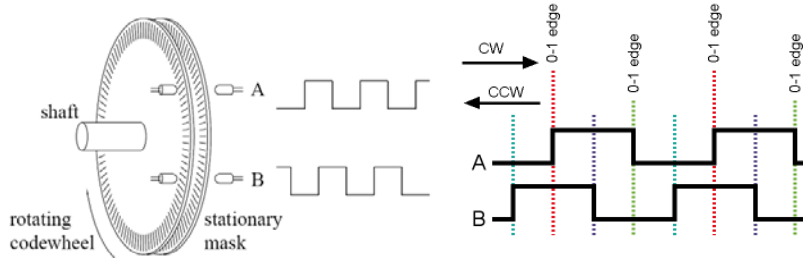 shaft
A
B
rotating
codewheel
stationary
mask
CW
CCW
0-1 edge
0-1 edge
0-1 edge
0-1 edge
A
B